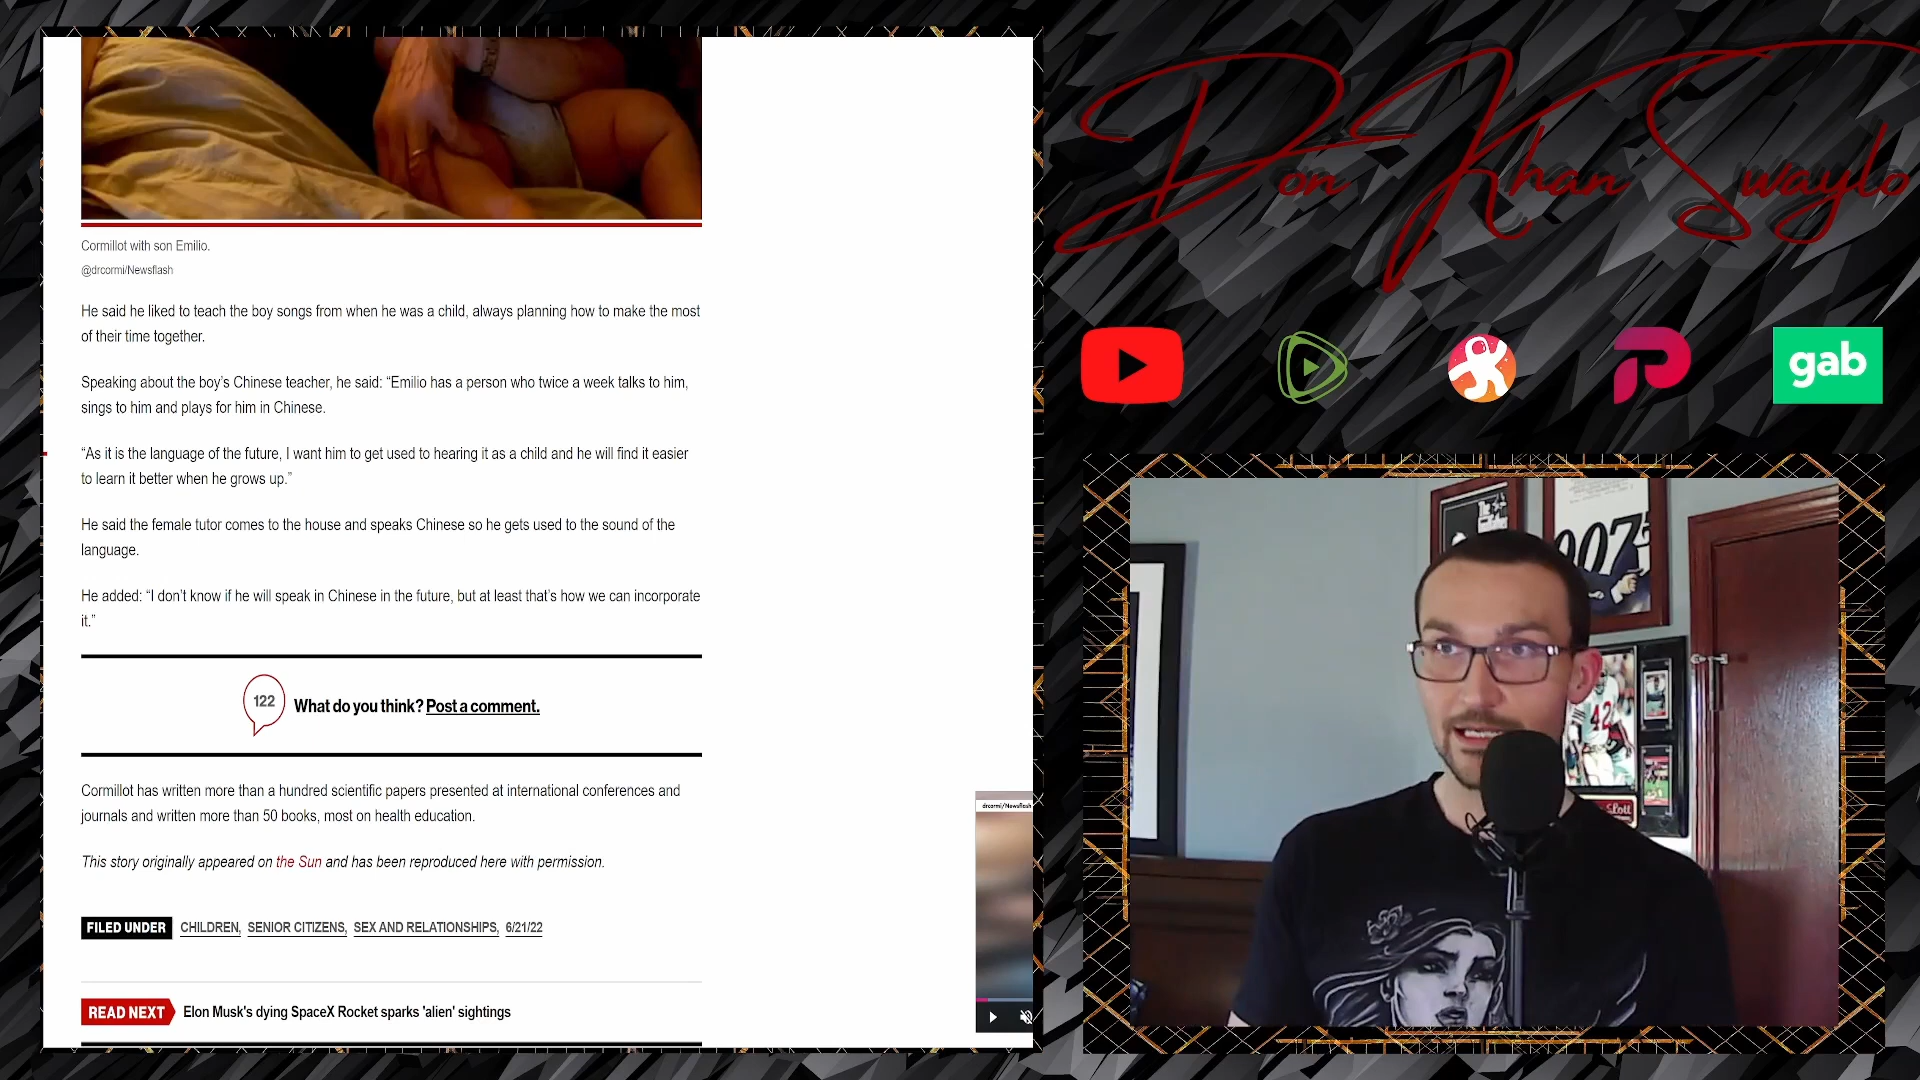 Cormillot with son Emilio.
@drcormi/Newsflash
He said he liked to teach the boy songs from when he was a child, always planning how to make the most
of their time together.
Speaking about the boy’s Chinese teacher, he said: “Emilio has a person who twice a week talks to him,
sings to him and plays for him in Chinese.
“As it is the language of the future, I want him to get used to hearing it as a child and he will find it easier
to learn it better when he grows up.”
He said the female tutor comes to the house and speaks Chinese so he gets used to the sound of the
language.
He added: “I don’t know if he will speak in Chinese in the future, but at least that’s how we can incorporate
it.”
122
What do you think? Post a comment.
Cormillot has written more than a hundred scientific papers presented at international conferences and
journals and written more than 50 books, most on health education.
This story originally appeared on the Sun and has been reproduced here with permission.
FILED UNDER CHILDREN, SENIOR CITIZENS, SEX AND RELATIONSHIPS, 6/21/22
READ NEXT Elon Musk's dying SpaceX Rocket sparks 'alien' sightings
drcormi/Newsflash
Don Khan Swaylo
gab
007
42